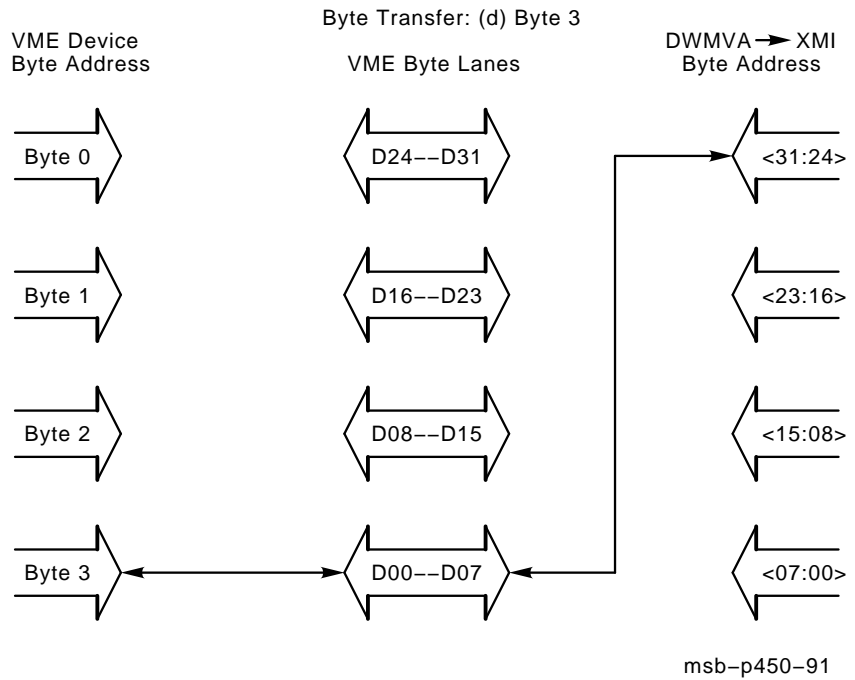 Byte Transfer: (d) Byte 3
VME Device
Byte Address
VME Byte Lanes
DWMVA → XMI
Byte Address
Byte 0
D24−−D31
<31:24>
Byte 1
D16−−D23
<23:16>
Byte 2
D08−−D15
<15:08>
Byte 3
D00−−D07
<07:00>
msb−p450−91